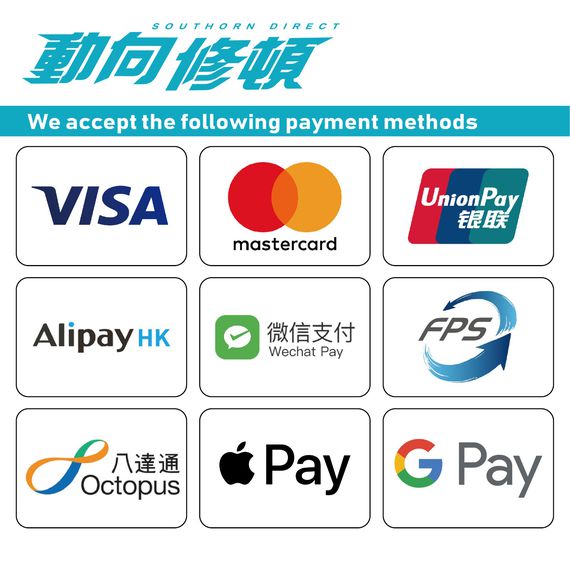 SOUTHORN DIRECT
動向修頓
We accept the following payment methods
VISA
mastercard
UnionPay
银联
Alipay HK
微信支付
Wechat Pay
FPS
八達通
Octopus
Pay
G Pay